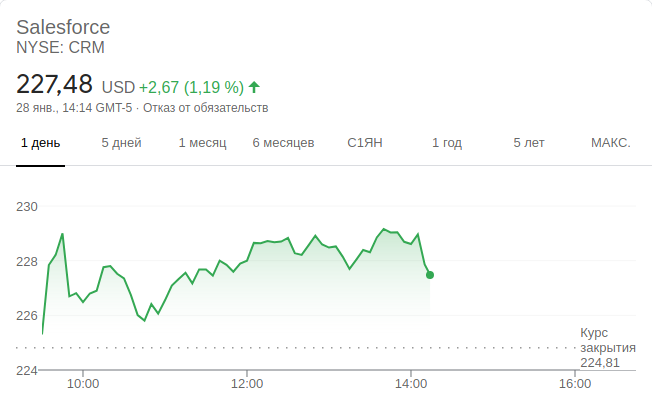 Salesforce
NYSE: CRM
227,48 USD +2,67 (1,19 %)
28 янв., 14:14 GMT-5 · Отказ от обязательств
1 день 5 дней 1 месяц 6 месяцев С1ЯН 1 год 5 лет МАКС.
230
228
226
Курс
закрытия
224,81
224
10:00 12:00 14:00 16:00